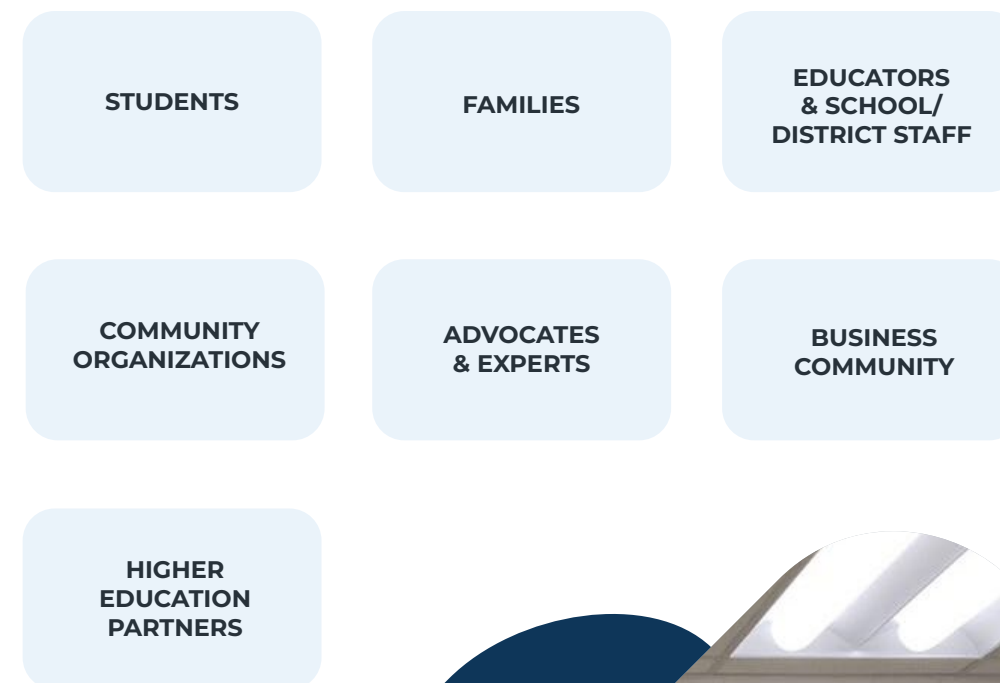 STUDENTS
FAMILIES
EDUCATORS
& SCHOOL/
DISTRICT STAFF
COMMUNITY
ORGANIZATIONS
ADVOCATES
& EXPERTS
BUSINESS
COMMUNITY
HIGHER
EDUCATION
PARTNERS